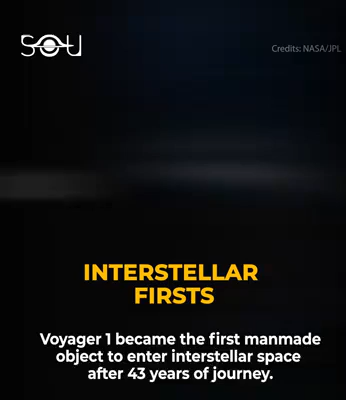 SOU
Credits: NASA/JPL
INTERSTELLAR
FIRSTS
Voyager 1 became the first manmade
object to enter interstellar space
after 43 years of journey.